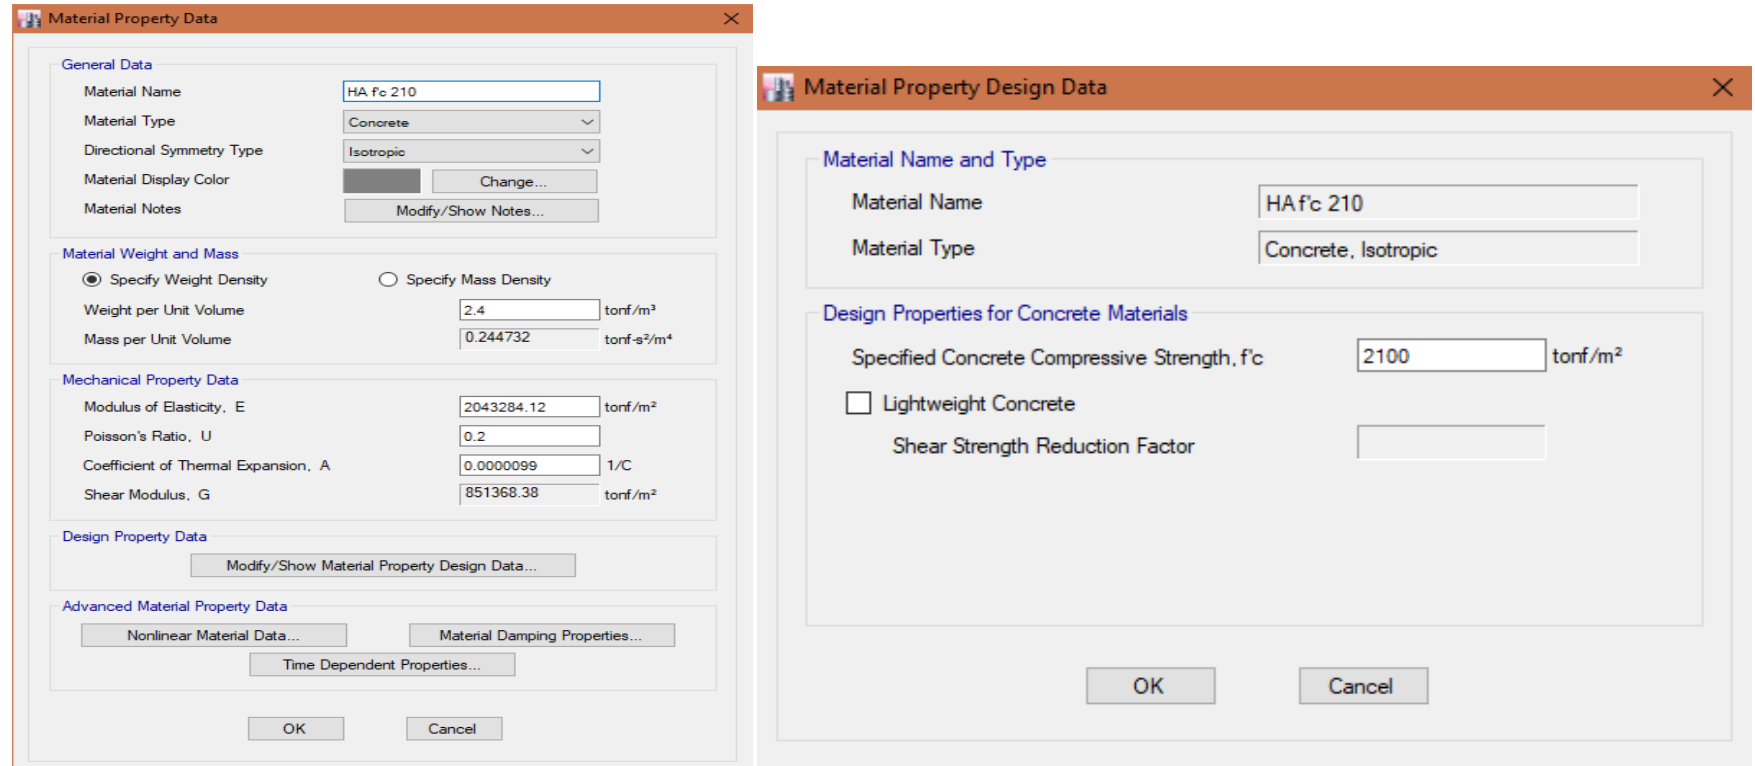 Material Property Data
General Data
Material Name HA f'c 210
Material Type Concrete
Directional Symmetry Type Isotropic
Material Display Color Change...
Material Notes Modify/Show Notes...
Material Weight and Mass
Specify Weight Density Specify Mass Density
Weight per Unit Volume 2.4 tonf/m³
Mass per Unit Volume 0.244732 tonf-s²/m⁴
Mechanical Property Data
Modulus of Elasticity, E 2043284.12 tonf/m²
Poisson's Ratio, U 0.2
Coefficient of Thermal Expansion, A 0.0000099 1/C
Shear Modulus, G 851368.38 tonf/m²
Design Property Data
Modify/Show Material Property Design Data...
Advanced Material Property Data
Nonlinear Material Data... Material Damping Properties...
Time Dependent Properties...
OK Cancel
Material Property Design Data
Material Name and Type
Material Name HA f'c 210
Material Type Concrete, Isotropic
Design Properties for Concrete Materials
Specified Concrete Compressive Strength, f'c 2100 tonf/m²
Lightweight Concrete
Shear Strength Reduction Factor
OK Cancel